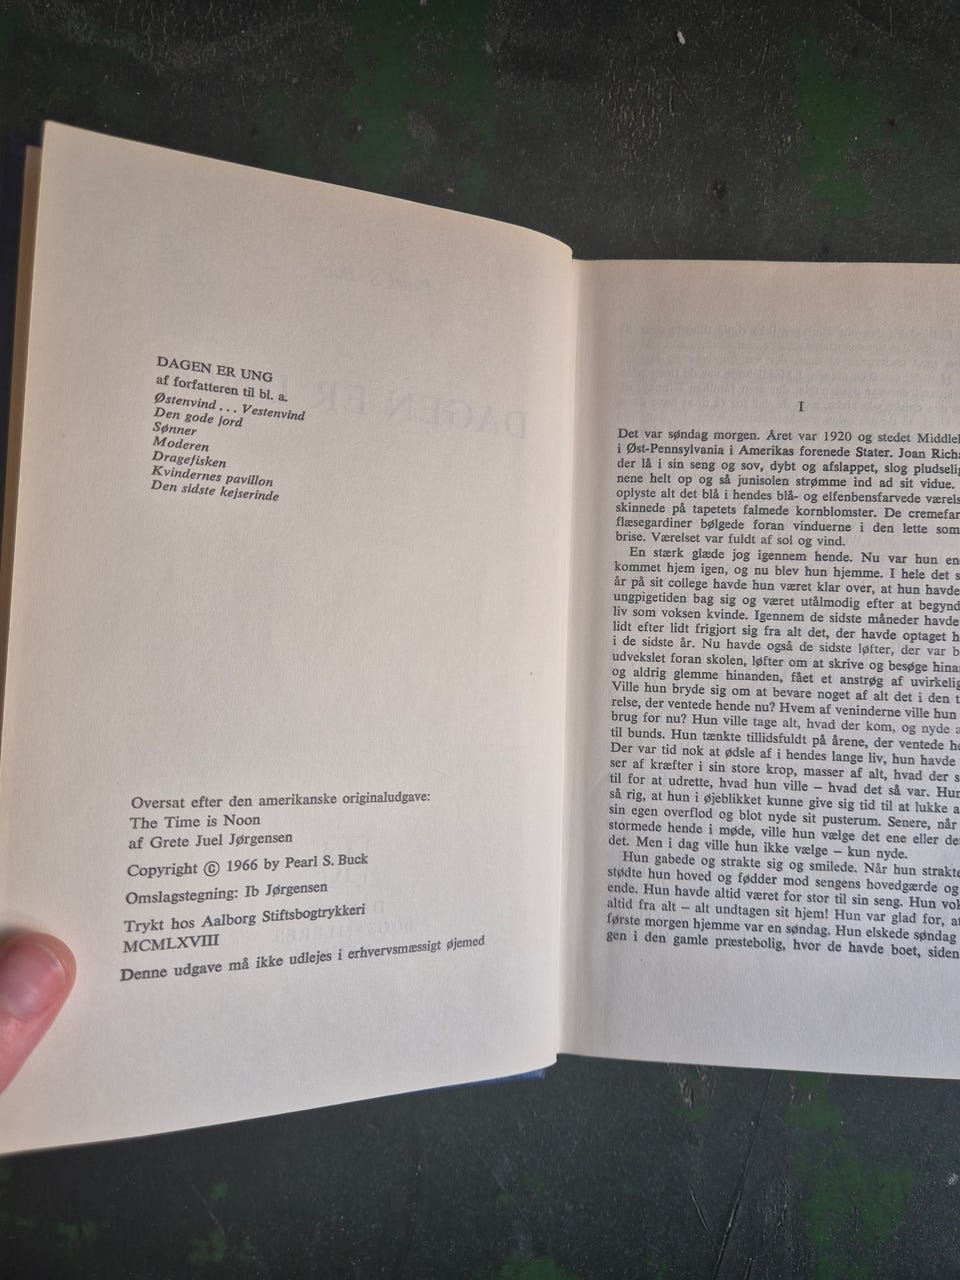 DAGEN ER UNG
af forfatteren til bl. a.
Østenvind . . . Vestenvind
Den gode jord
Sønner
Moderen
Dragefisken
Kvindernes pavillon
Den sidste kejserinde
Oversat efter den amerikanske originaludgave:
The Time is Noon
af Grete Juel Jørgensen
Copyright © 1966 by Pearl S. Buck
Omslagstegning: Ib Jørgensen
Trykt hos Aalborg Stiftsbogtrykkeri
MCMLXVIII
Denne udgave må ikke udlejes i erhvervsmæssigt øjemed
I
Det var søndag morgen. Året var 1920 og stedet
i Øst-Pennsylvania i Amerikas forenede Stater. Joan
der lå i sin seng og sov, dybt og afslappet, slog
nene helt op og så junisolen strømme ind ad sit vidue.
oplyste alt det blå i hendes blå- og elfenbensfarvede
skinnede på tapetets falmede kornblomster. De
flæsegardiner bølgede foran vinduerne i den lette
brise. Værelset var fuldt af sol og vind.
En stærk glæde jog igennem hende. Nu var hun
kommet hjem igen, og nu blev hun hjemme. I hele det
år på sit college havde hun været klar over, at hun havde
ungpigetiden bag sig og været utålmodig efter at
liv som voksen kvinde. Igennem de sidste måneder havde
lidt efter lidt frigjort sig fra alt det, der havde optaget
i de sidste år. Nu havde også de sidste løfter, der var
udvekslet foran skolen, løfter om at skrive og besøge
og aldrig glemme hinanden, fået et anstrøg af
Ville hun bryde sig om at bevare noget af alt det i den
relse, der ventede hende nu? Hvem af veninderne ville hun
brug for nu? Hun ville tage alt, hvad der kom, og nyde
til bunds. Hun tænkte tillidsfuldt på årene, der ventede
Der var tid nok at ødsle af i hendes lange liv, hun havde
ser af kræfter i sin store krop, masser af alt, hvad der
til for at udrette, hvad hun ville – hvad det så var.
så rig, at hun i øjeblikket kunne give sig tid til at lukke
sin egen overflod og blot nyde sit pusterum. Senere, når
stormede hende i møde, ville hun vælge det ene eller
det. Men i dag ville hun ikke vælge – kun nyde.
Hun gabede og strakte sig og smilede. Når hun
stødte hun hoved og fødder mod sengens hovedgærde og
ende. Hun havde altid været for stor til sin seng. Hun
altid fra alt – alt undtagen sit hjem! Hun var glad for,
første morgen hjemme var en søndag. Hun elskede søndag
gen i den gamle præstebolig, hvor de havde boet, siden